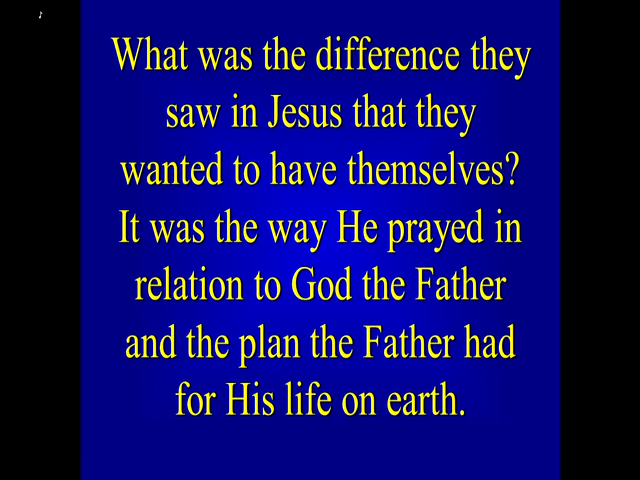 What was the difference they
saw in Jesus that they
wanted to have themselves?
It was the way He prayed in
relation to God the Father
and the plan the Father had
for His life on earth.